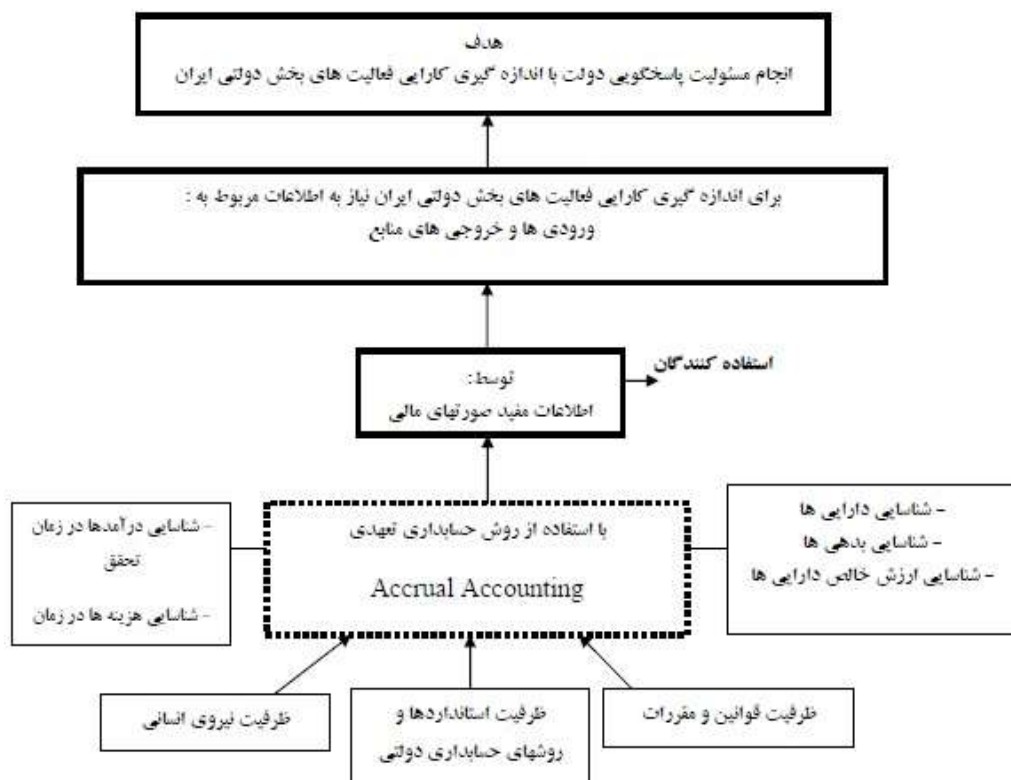 هدف
انجام مسئولیت پاسخگویی دولت با اندازه گیری کارایی فعالیت های بخش دولتی ایران
برای اندازه گیری کارایی فعالیت های بخش دولتی ایران نیاز به اطلاعات مربوط به :
ورودی ها و خروجی های منابع
استفاده کنندگان
توسط:
اطلاعات مفید صورتهای مالی
- شناسایی دارایی ها
- شناسایی بدهی ها
- شناسایی ارزش خالص دارایی ها
با استفاده از روش حسابداری تعهدی
Accrual Accounting
- شناسایی درآمدها در زمان
تحقق
- شناسایی هزینه ها در زمان
ظرفیت قوانین و مقررات
ظرفیت استانداردها و
روشهای حسابداری دولتی
ظرفیت نیروی انسانی